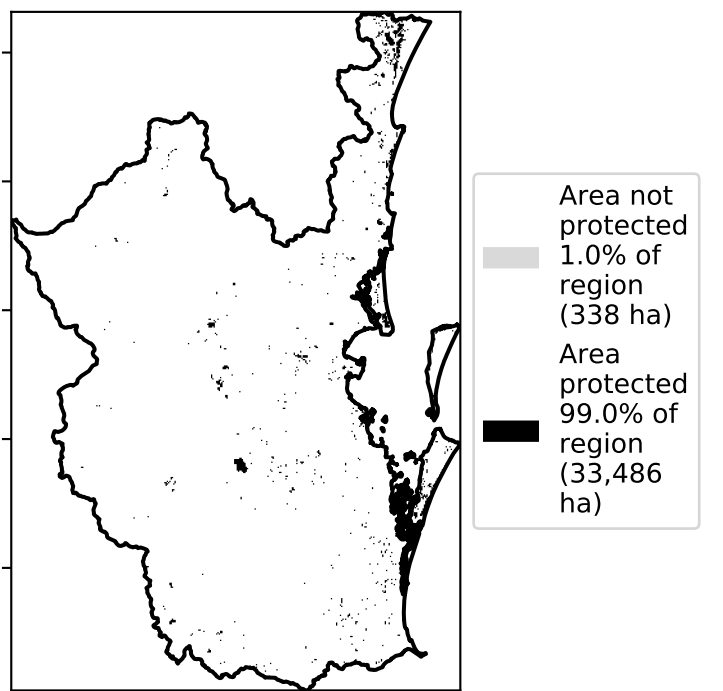 Area not
protected
1.0% of
region
(338 ha)
Area
protected
99.0% of
region
(33,486
ha)